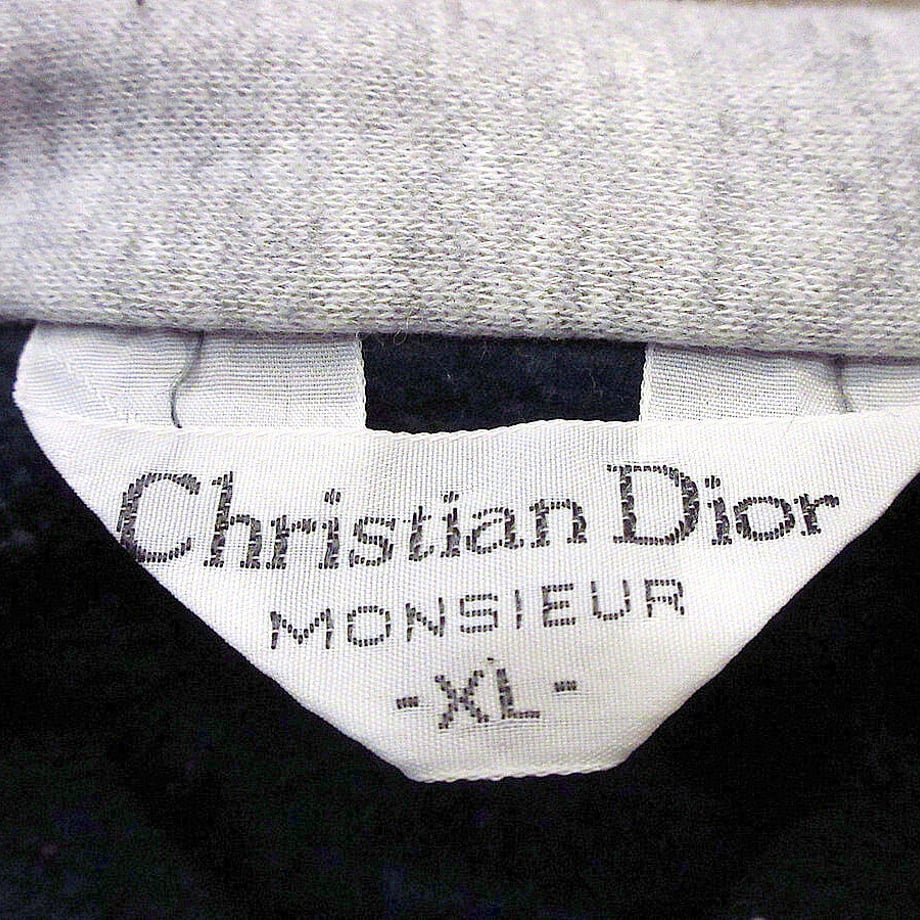 Christian Dior
MONSIEUR
-XL-